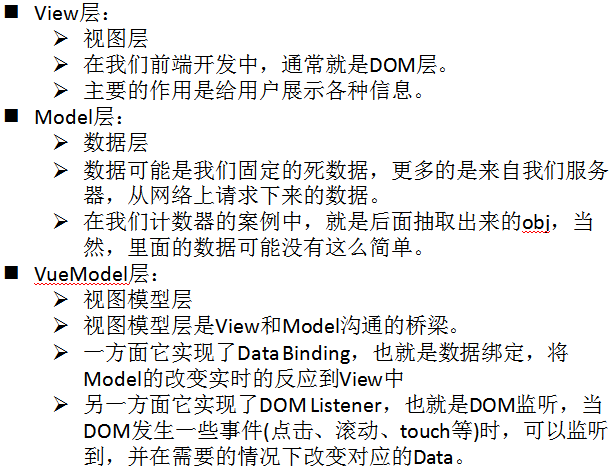 ■ View层：
➢ 视图层
➢ 在我们前端开发中，通常就是DOM层。
➢ 主要的作用是给用户展示各种信息。
■ Model层：
➢ 数据层
➢ 数据可能是我们固定的死数据，更多的是来自我们服务
器，从网络上请求下来的数据。
➢ 在我们计数器的案例中，就是后面抽取出来的obj，当
然，里面的数据可能没有这么简单。
■ VueModel层：
➢ 视图模型层
➢ 视图模型层是View和Model沟通的桥梁。
➢ 一方面它实现了Data Binding，也就是数据绑定，将
Model的改变实时的反应到View中
➢ 另一方面它实现了DOM Listener，也就是DOM监听，当
DOM发生一些事件(点击、滚动、touch等)时，可以监听
到，并在需要的情况下改变对应的Data。